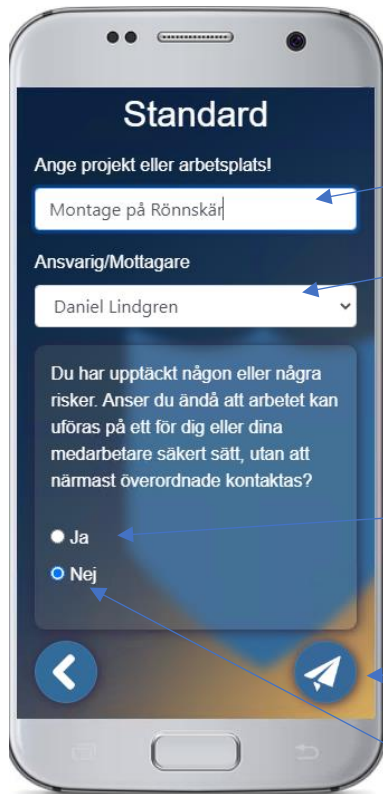 Standard
Ange projekt eller arbetsplats!
Montage på Rönnskär
Ansvarig/Mottagare
Daniel Lindgren
Du har upptäckt någon eller några
risker. Anser du ändå att arbetet kan
uföras på ett för dig eller dina
medarbetare säkert sätt, utan att
närmast överordnade kontaktas?
Ja
Nej